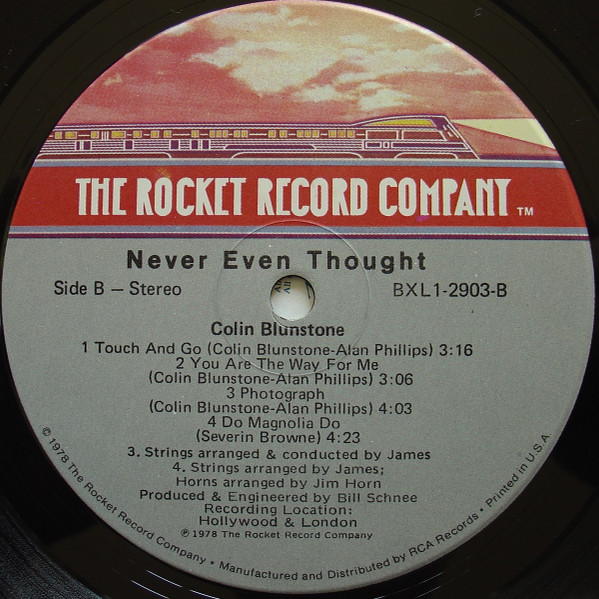 THE ROCKET RECORD COMPANY TM
Never Even Thought
Side B – Stereo
BXL1-2903-B
Colin Blunstone
1 Touch And Go (Colin Blunstone-Alan Phillips) 3:16
2 You Are The Way For Me
(Colin Blunstone-Alan Phillips) 3:06
3 Photograph
(Colin Blunstone-Alan Phillips) 4:03
4 Do Magnolia Do
(Severin Browne) 4:23
3. Strings arranged & conducted by James
4. Strings arranged by James;
Horns arranged by Jim Horn
Produced & Engineered by Bill Schnee
Recording Location:
Hollywood & London
℗ 1978 The Rocket Record Company
© 1978 The Rocket Record Company • Manufactured and Distributed by RCA Records • Printed in U.S.A